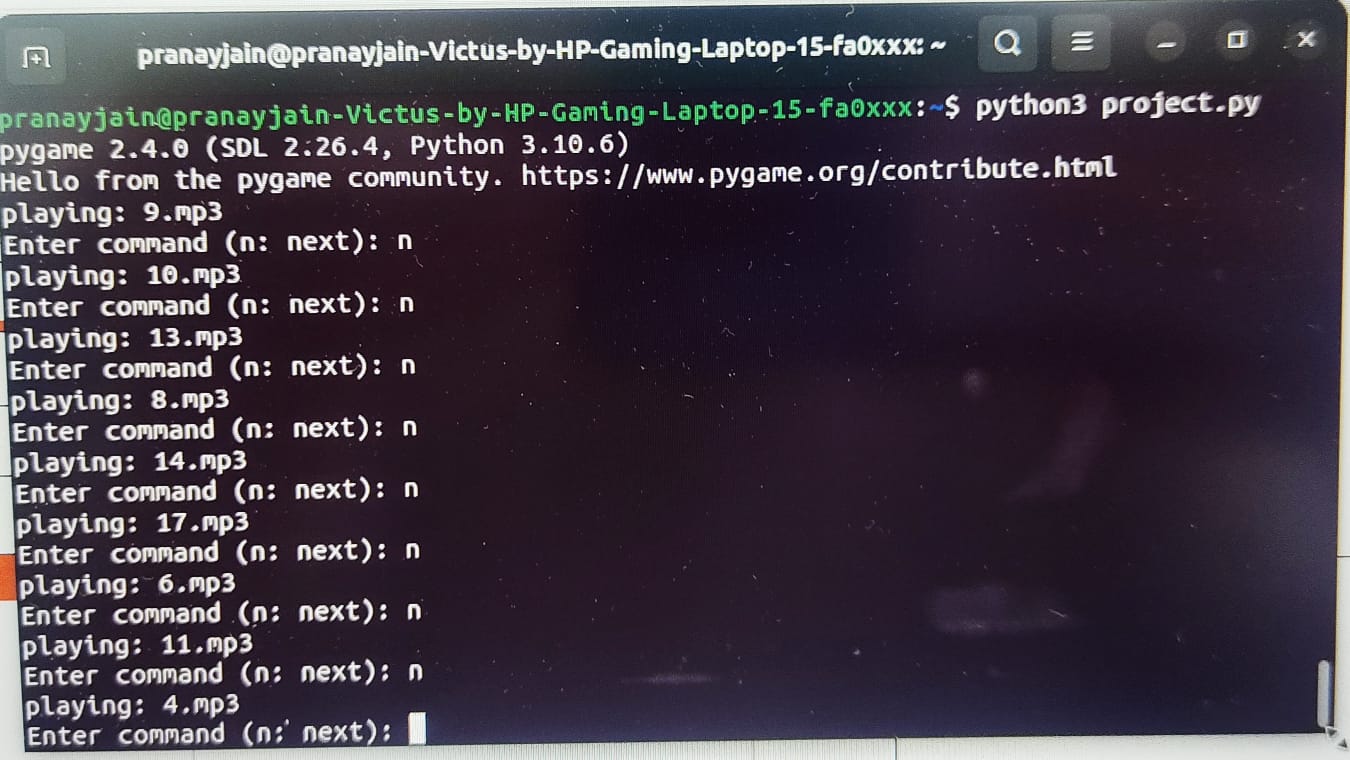 pranayjain@pranayjain-Victus-by-HP-Gaming-Laptop-15-fa0xxx: ~
pranayjain@pranayjain-Victus-by-HP-Gaming-Laptop-15-fa0xxx:~$ python3 project.py
pygame 2.4.0 (SDL 2.26.4, Python 3.10.6)
Hello from the pygame community. https://www.pygame.org/contribute.html
playing: 9.mp3
Enter command (n: next): n
playing: 10.mp3
Enter command (n: next): n
playing: 13.mp3
Enter command (n: next): n
playing: 8.mp3
Enter command (n: next): n
playing: 14.mp3
Enter command (n: next): n
playing: 17.mp3
Enter command (n: next): n
playing: 6.mp3
Enter command (n: next): n
playing: 11.mp3
Enter command (n: next): n
playing: 4.mp3
Enter command (n: next):